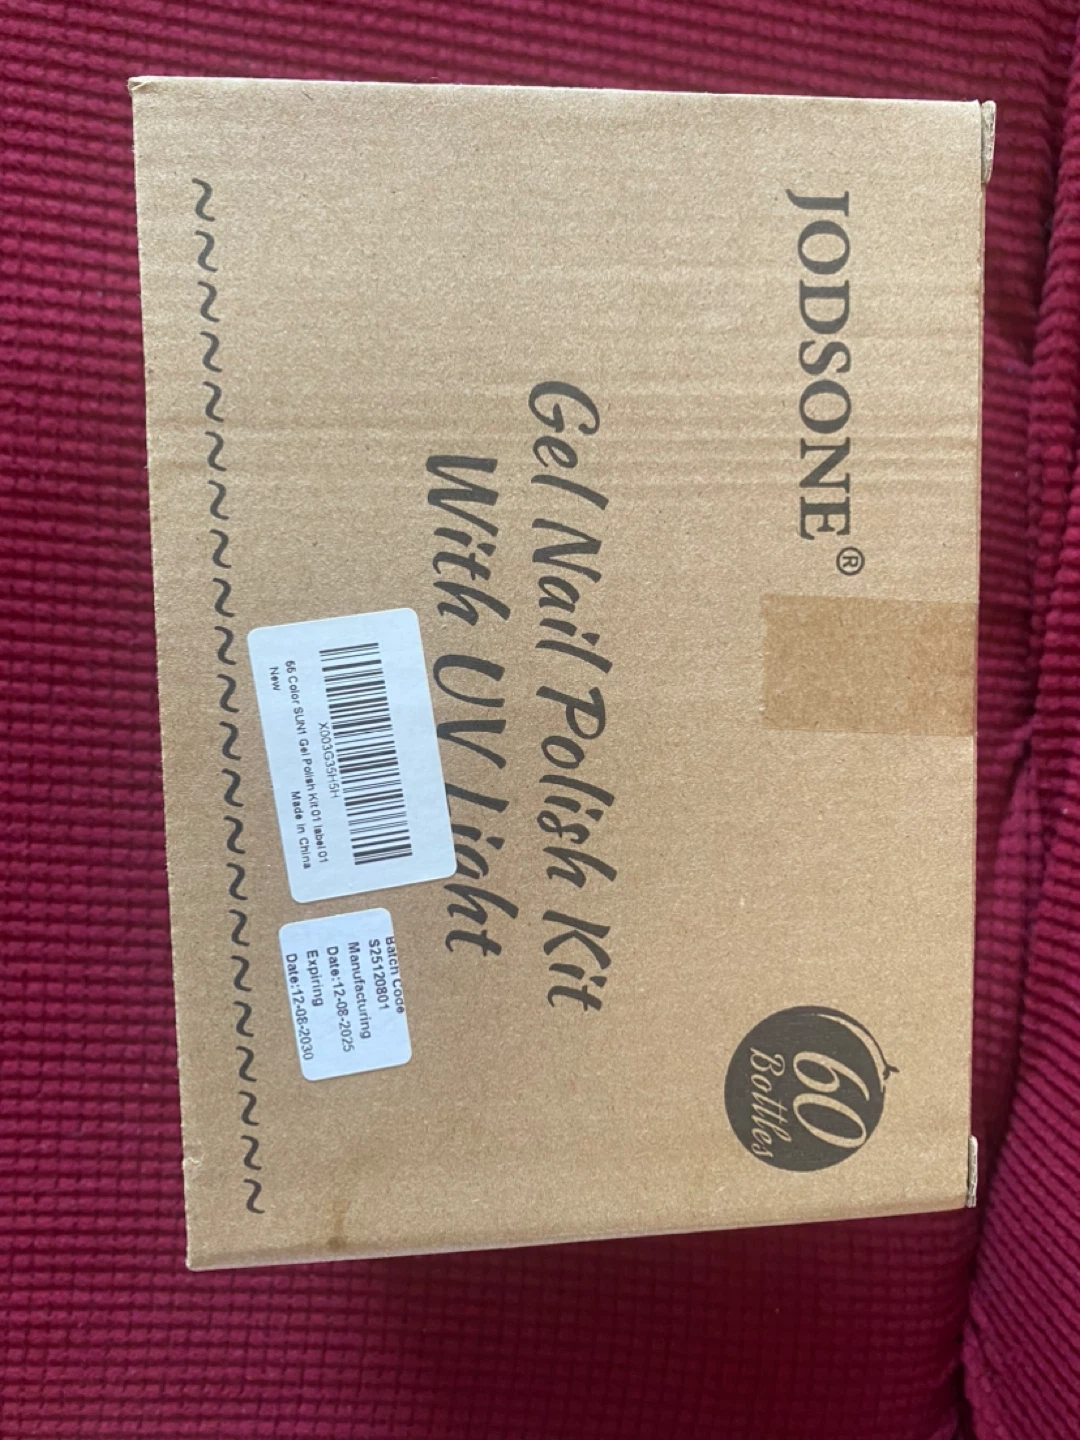 JODSONE®
60
Bottles
Gel Nail Polish Kit
With UV Light
X003G35H5H
66 Color SUN1 Gel Polish Kit 01 label 01
New
Made in China
Batch Code
S25120801
Manufacturing
Date:12-08-2025
Expiring
Date:12-08-2030